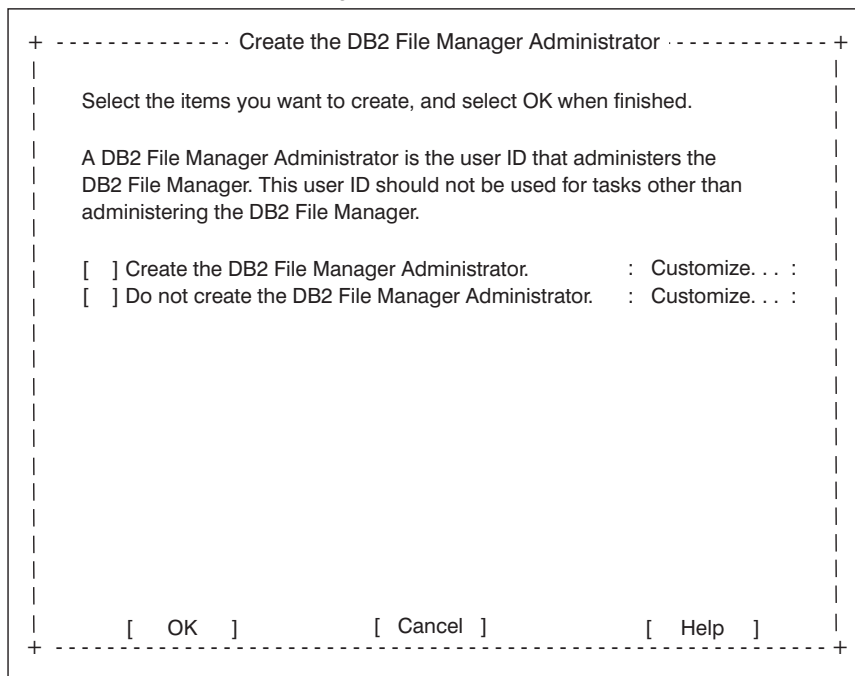 + - - - - - - - - - - - - - - Create the DB2 File Manager Administrator - - - - - - - - - - - - - +
Select the items you want to create, and select OK when finished.
A DB2 File Manager Administrator is the user ID that administers the
DB2 File Manager. This user ID should not be used for tasks other than
administering the DB2 File Manager.
[ ] Create the DB2 File Manager Administrator. : Customize. . . :
[ ] Do not create the DB2 File Manager Administrator. : Customize. . . :
[ OK ] [ Cancel ] [ Help ]